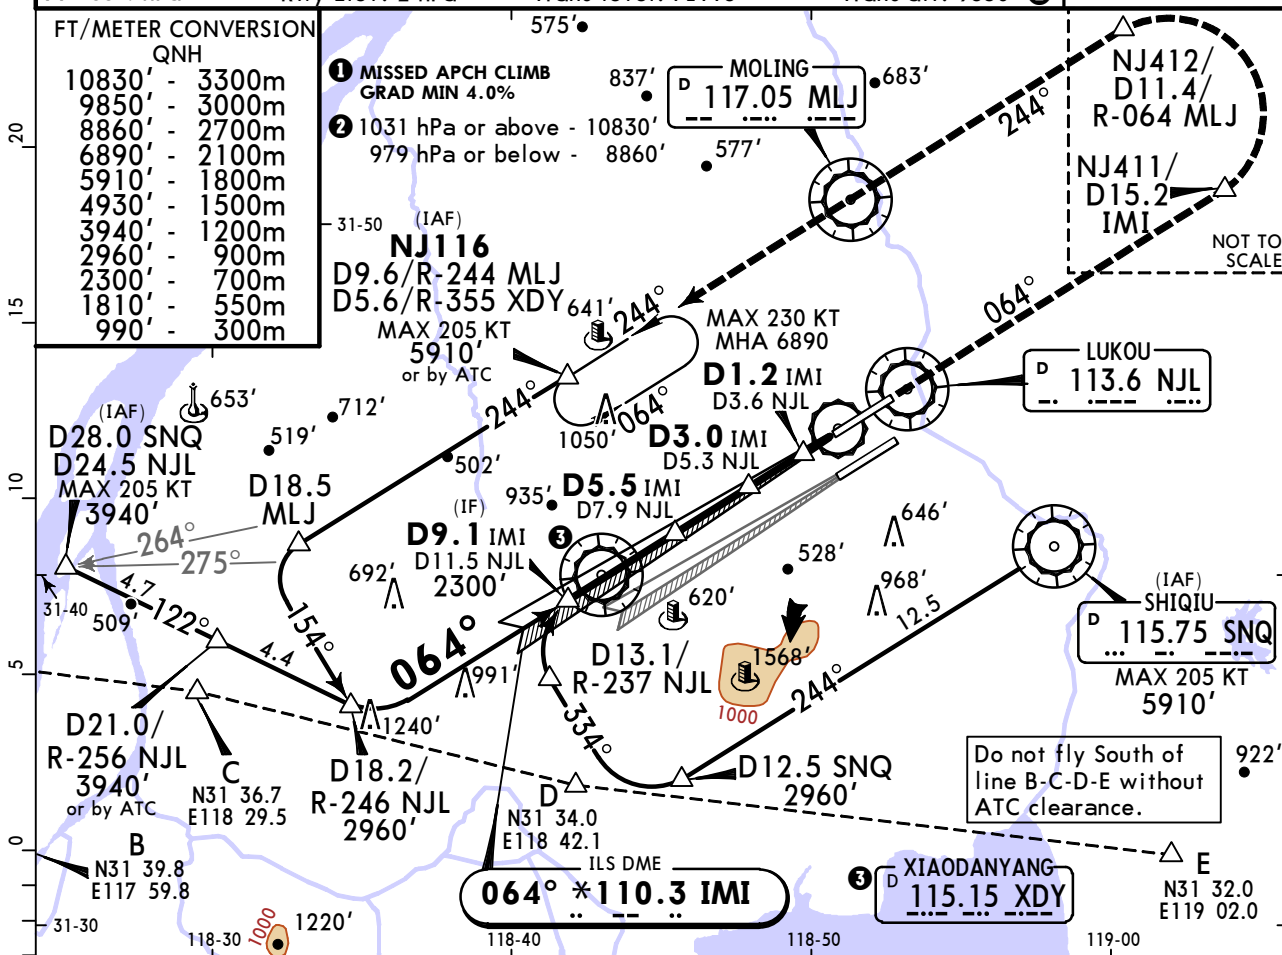 FT/METER CONVERSION
QNH
10830' - 3300m
9850' - 3000m
8860' - 2700m
6890' - 2100m
5910' - 1800m
4930' - 1500m
3940' - 1200m
2960' - 900m
2300' - 700m
1810' - 550m
990' - 300m
1 MISSED APCH CLIMB
GRAD MIN 4.0%
2 1031 hPa or above - 10830'
979 hPa or below - 8860'
575'
837'
683'
577'
MOLING
D 117.05 MLJ
244°
NJ412/
D11.4/
R-064 MLJ
NJ411/
D15.2
IMI
NOT TO
SCALE
20
31-50
(IAF)
NJ116
D9.6/R-244 MLJ
D5.6/R-355 XDY
MAX 205 KT
5910'
or by ATC
641'
244°
MAX 230 KT
MHA 6890
064°
15
LUKOU
D 113.6 NJL
D1.2 IMI
D3.6 NJL
244°
064°
1050'
D3.0 IMI
D5.3 NJL
653'
712'
519'
502'
(IAF)
D28.0 SNQ
D24.5 NJL
MAX 205 KT
3940'
D18.5
MLJ
264°
275°
10
935'
D5.5 IMI
D7.9 NJL
(IF)
D9.1 IMI
D11.5 NJL
2300'
3
646'
528'
968'
692'
620'
4.7
122°
31-40
509'
154°
4.4
064°
991'
12.5
(IAF)
SHIQIU
D 115.75 SNQ
MAX 205 KT
5910'
D13.1/
R-237 NJL
1568'
1000
244°
334°
5
1240'
D21.0/
R-256 NJL
3940'
or by ATC
C
N31 36.7
E118 29.5
D18.2/
R-246 NJL
2960'
D12.5 SNQ
2960'
Do not fly South of
line B-C-D-E without
ATC clearance.
922'
D
N31 34.0
E118 42.1
0
B
N31 39.8
E117 59.8
ILS DME
064° *110.3 IMI
3
XIAODANYANG
D 115.15 XDY
E
N31 32.0
E119 02.0
31-30
1000
1220'
118-30
118-40
118-50
119-00